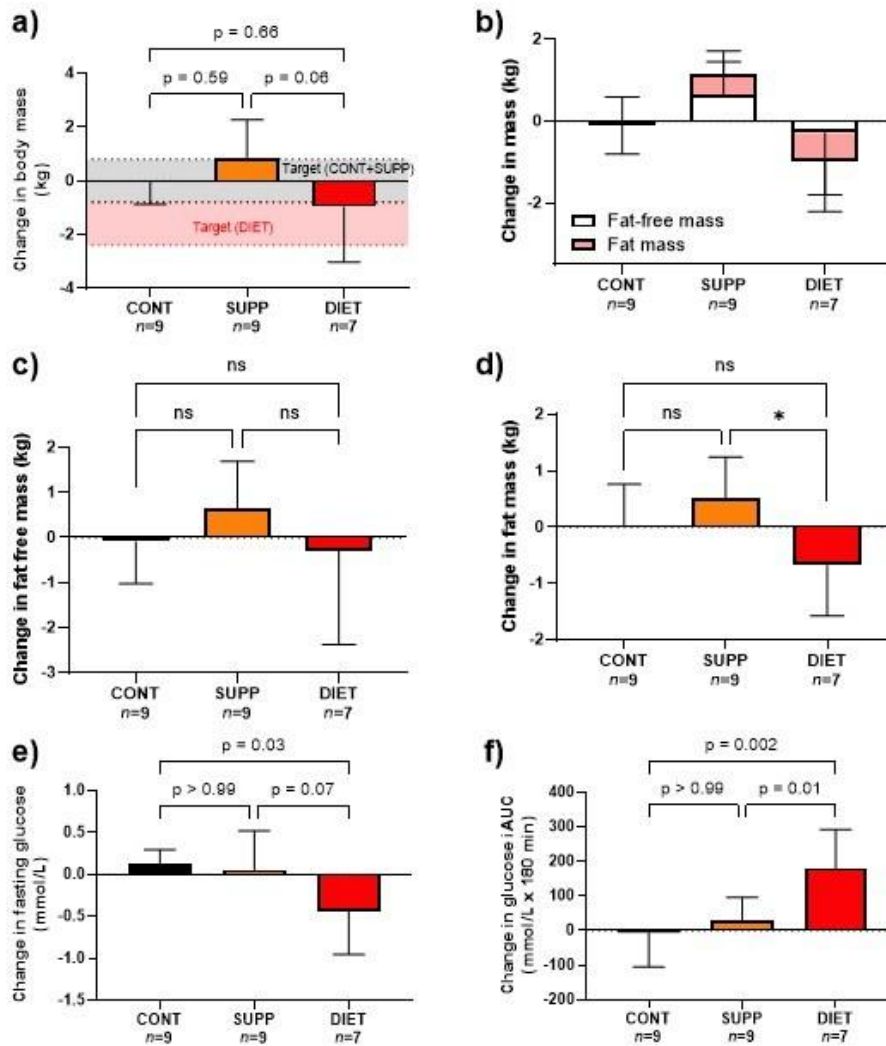 a)
p = 0.66
p = 0.59
p = 0.06
Change in body mass
(kg)
4
2
0
-2
-4
Target (CONT+SUPP)
Target (DIET)
CONT
n=9
SUPP
n=9
DIET
n=7
b)
Change in mass (kg)
2
0
-2
Fat-free mass
Fat mass
CONT
n=9
SUPP
n=9
DIET
n=7
c)
ns
ns
ns
Change in fat free mass (kg)
2
1
0
-1
-2
-3
CONT
n=9
SUPP
n=9
DIET
n=7
d)
ns
ns
*
Change in fat mass (kg)
2
1
0
-1
-2
CONT
n=9
SUPP
n=9
DIET
n=7
e)
p = 0.03
p > 0.99
p = 0.07
Change in fasting glucose
(mmol/L)
1.0
0.5
0.0
-0.5
-1.0
-1.5
CONT
n=9
SUPP
n=9
DIET
n=7
f)
p = 0.002
p > 0.99
p = 0.01
Change in glucose iAUC
(mmol/L x 180 min)
400
300
200
100
0
-100
-200
CONT
n=9
SUPP
n=9
DIET
n=7